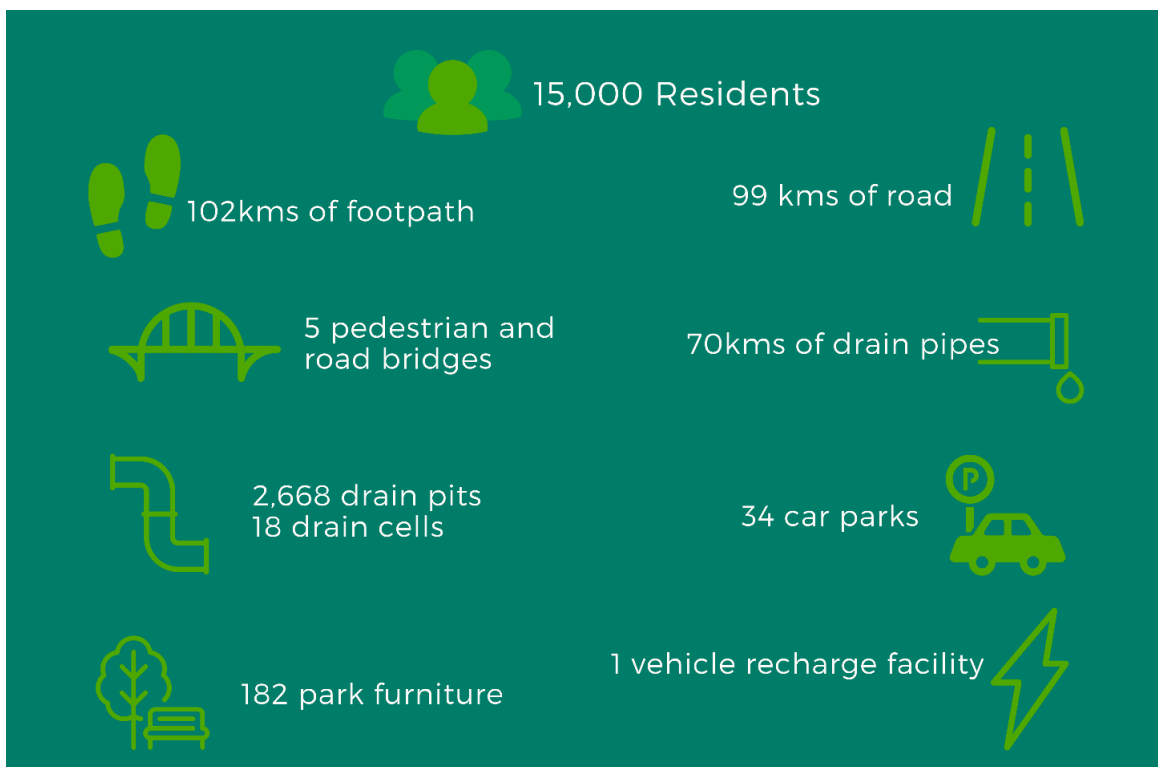 15,000 Residents
102kms of footpath
99 kms of road
5 pedestrian and
road bridges
70kms of drain pipes
2,668 drain pits
18 drain cells
P
34 car parks
182 park furniture
1 vehicle recharge facility